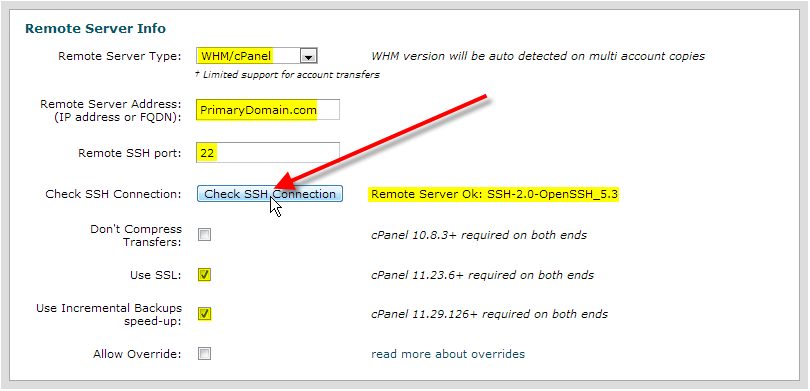 Remote Server Info
Remote Server Type: WHM/cPanel WHM version will be auto detected on multi account copies
† Limited support for account transfers
Remote Server Address:
(IP address or FQDN): PrimaryDomain.com
Remote SSH port: 22
Check SSH Connection: Check SSH Connection Remote Server Ok: SSH-2.0-OpenSSH_5.3
Don't Compress
Transfers: cPanel 10.8.3+ required on both ends
Use SSL: cPanel 11.23.6+ required on both ends
Use Incremental Backups
speed-up: cPanel 11.29.126+ required on both ends
Allow Override: read more about overrides